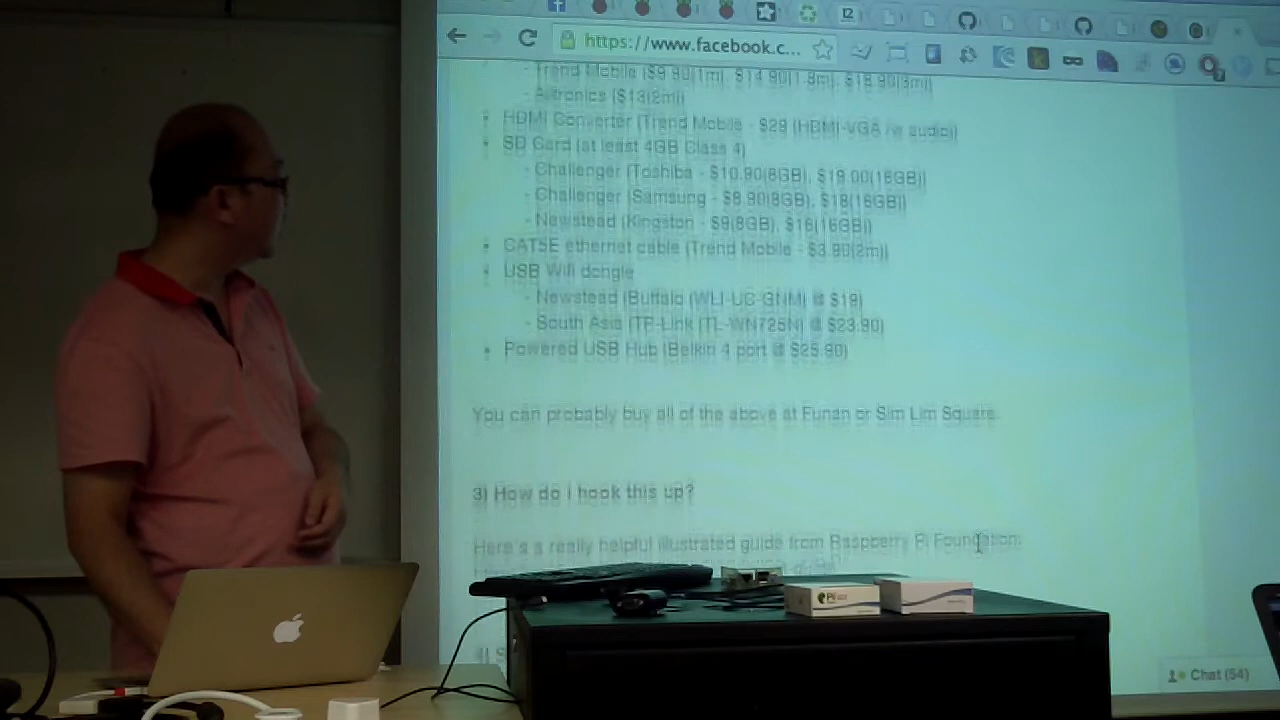 https://www.facebook.c...
- Trend Mobile ($9.90(1m), $14.90(1.8m), $18.90(3m))
($13(2m))
HDMI Converter (Trend Mobile - $29 (HDMI-VGA /w audio))
SD Card (at least 4GB Class 4)
- Challenger (Toshiba - $10.90(8GB), $19.00(16GB))
- Challenger (Samsung - $8.90(8GB), $18(16GB))
- Newstead (Kingston - $9(8GB), $16(16GB))
CAT5E ethernet cable (Trend Mobile - $3.90(2m))
USB Wifi dongle
- Newstead (Buffalo (WLI-UC-GNM) @ $19)
- South Asia (TP-Link (TL-WN725N) @ $23.90)
Powered USB Hub (Belkin 4 port @ $25.90)
You can probably buy all of the above at Funan or Sim Lim Square.
3) How do I hook this up?
Here's a really helpful illustrated guide from Raspberry Pi Foundation:
Chat (54)